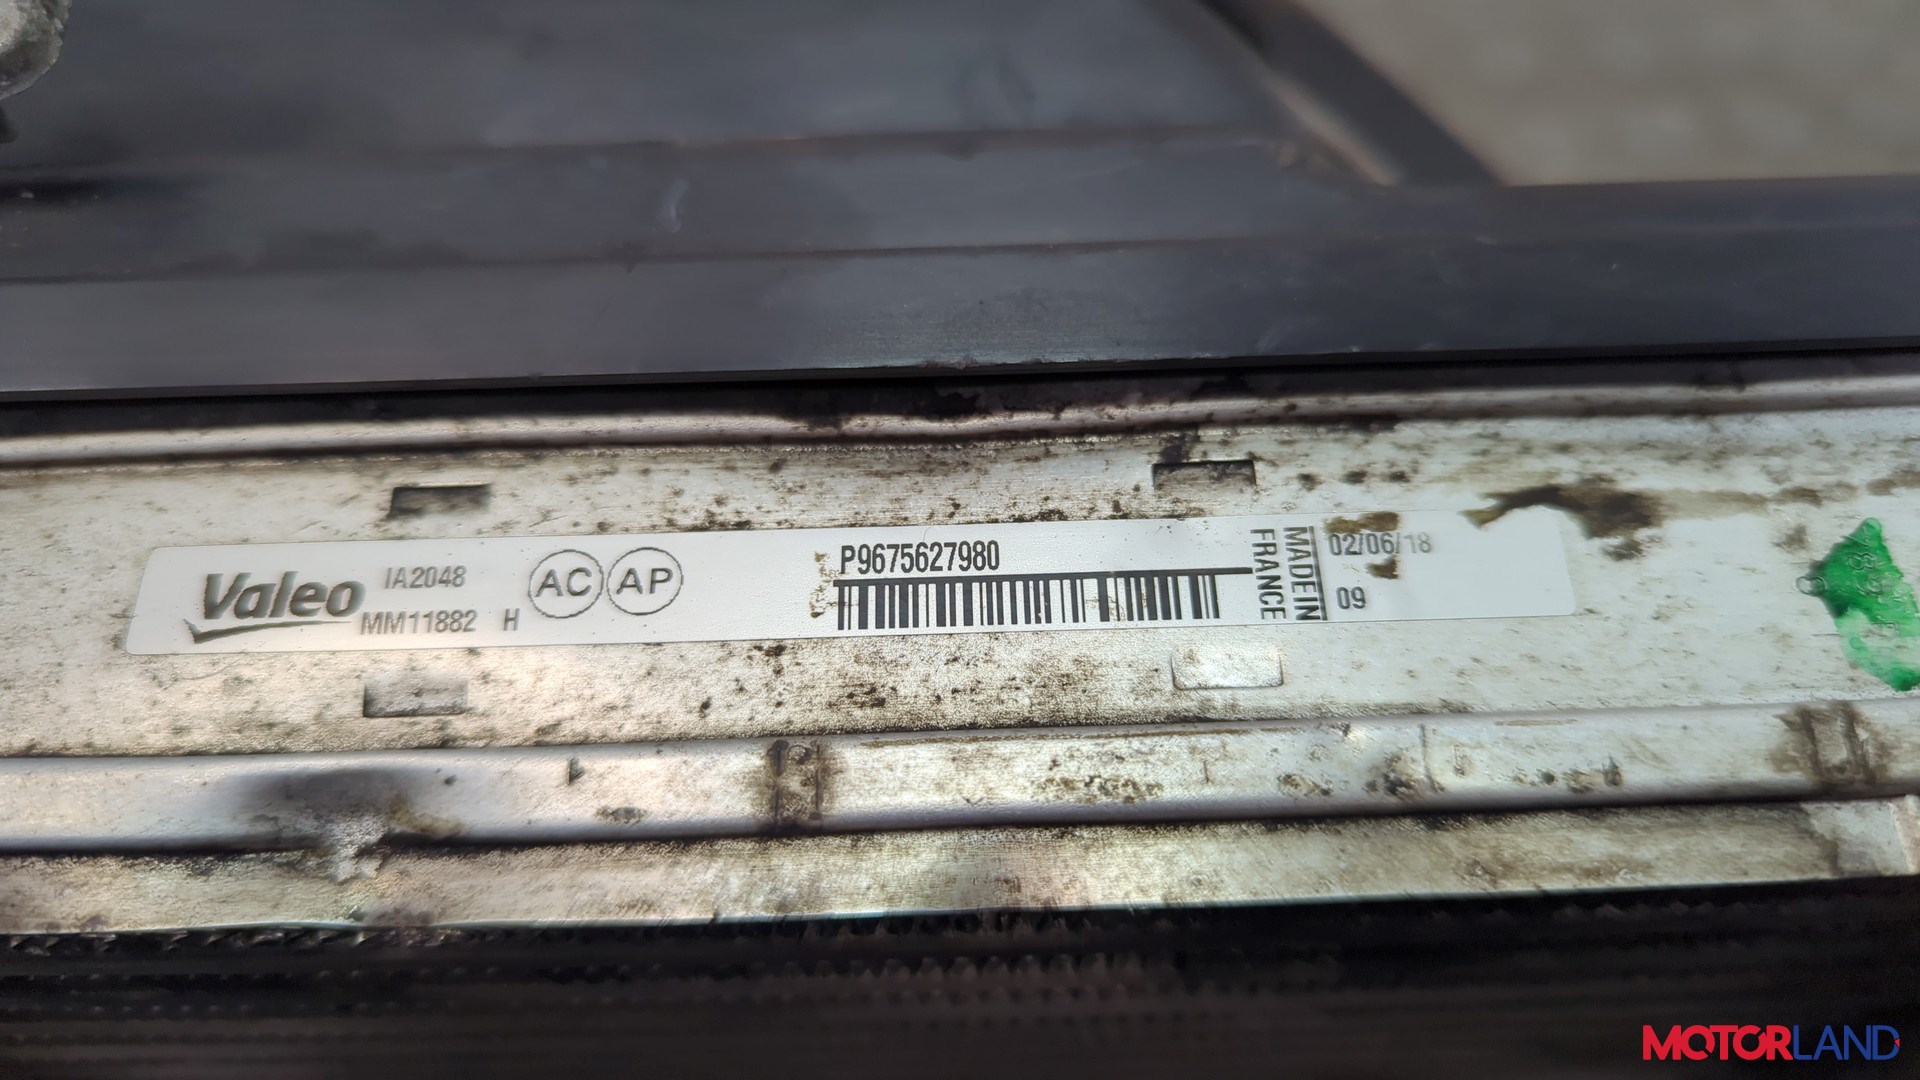 Valeo
IA2048
MM11882 H
AC
AP
P9675627980
MADE IN
FRANCE
02/06/18
09
MOTORLAND